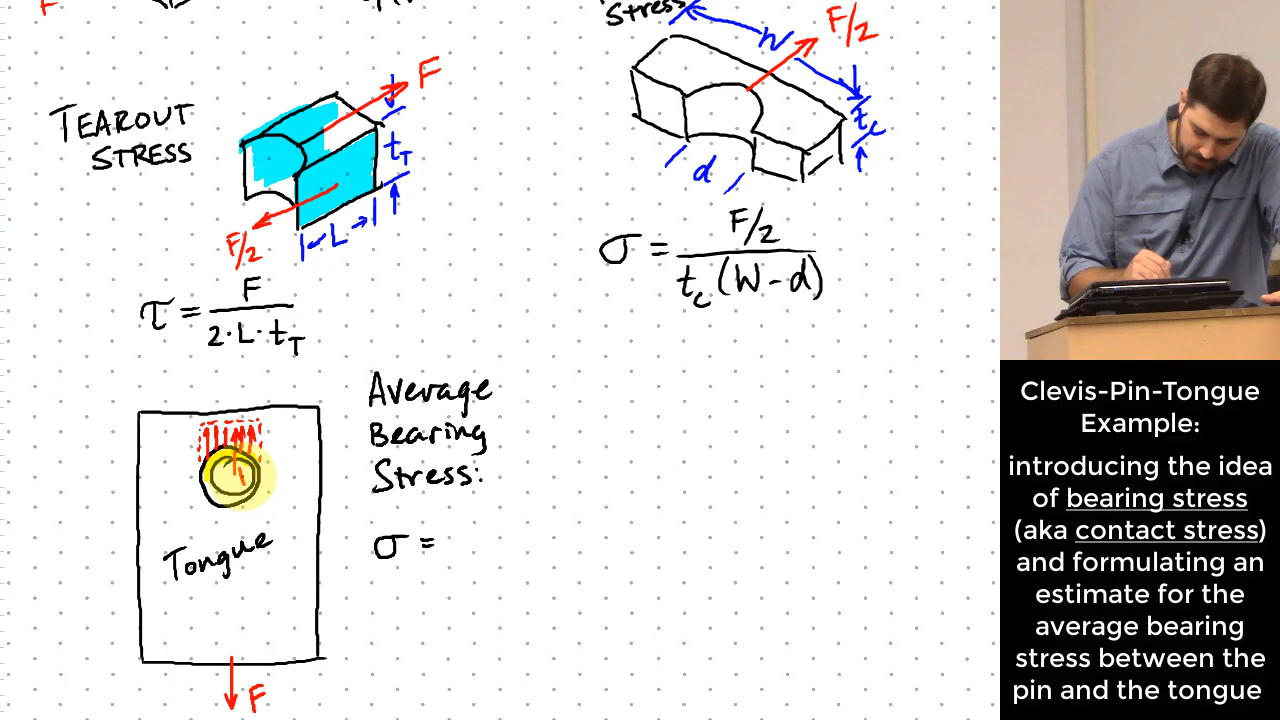 F
Stress
F/2
W
F
t_c
TEAROUT
STRESS
t_T
d
F/2
L
τ = F / (2·L·t_T)
σ = (F/2) / (t_c (W-d))
Average
Bearing
Stress:
σ =
Tongue
F
Clevis-Pin-Tongue
Example:
introducing the idea
of bearing stress
(aka contact stress)
and formulating an
estimate for the
average bearing
stress between the
pin and the tongue